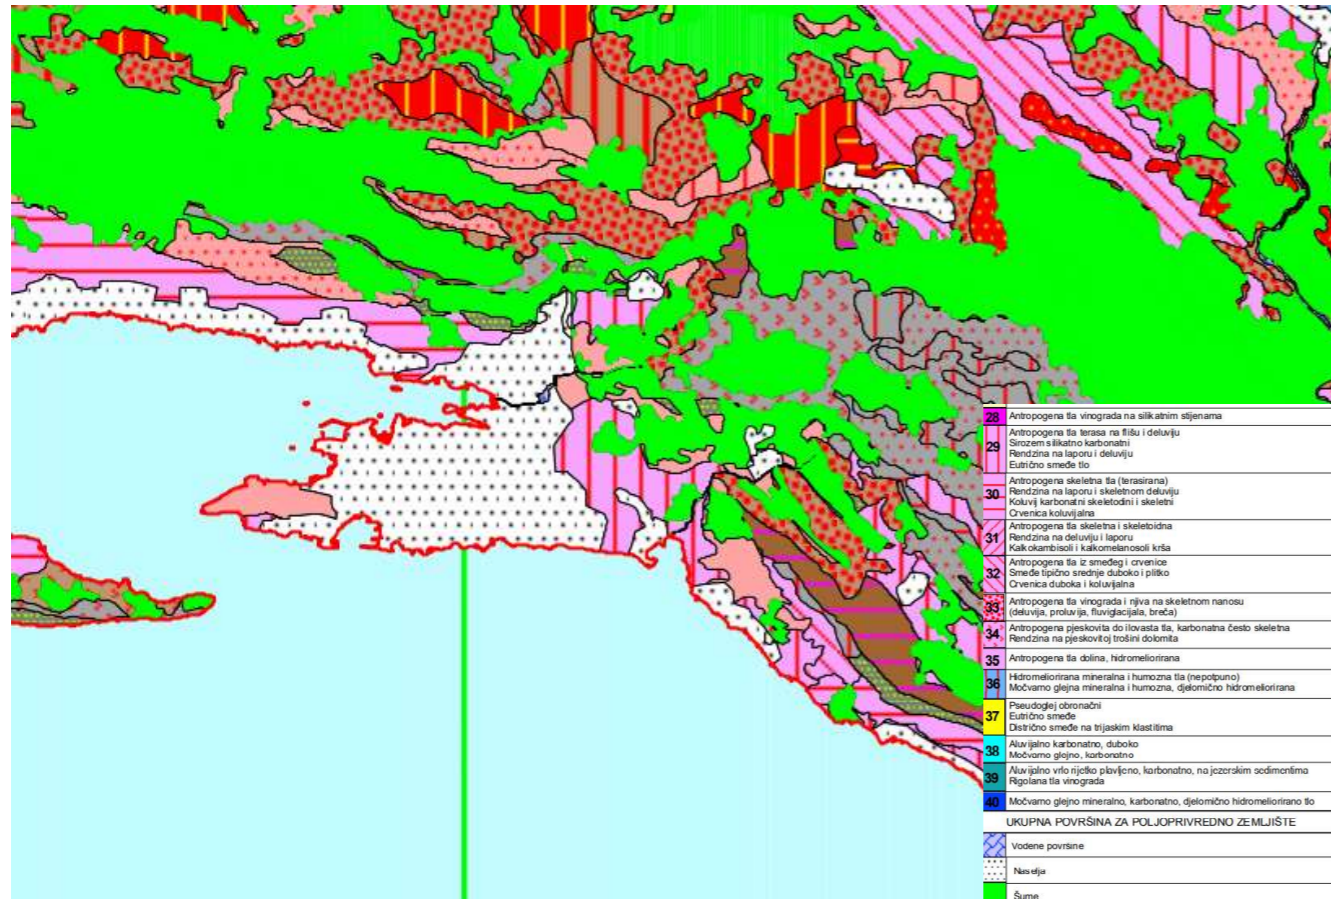 28 Antropogena tla vinograda na silikatnim stijenama
29 Antropogena tla terasa na flišu i deluviju
Sirozem silikatno karbonatni
Rendzina na laporu i deluviju
Eutrično smeđe tlo
30 Antropogena skeletna tla (terasirana)
Rendzina na laporu i skeletnom deluviju
Koluvij karbonatni skeletodini i skeletni
Crvenica koluvijalna
31 Antropogena tla skeletna i skeletoidna
Rendzina na deluviju i laporu
Kalkokambisoli i kalkomelanosoli krša
32 Antropogena tla iz smeđeg i crvenice
Smeđe tipično srednje duboko i plitko
Crvenica duboka i koluvijalna
33 Antropogena tla vinograda i njiva na skeletnom nanosu
(deluvija, proluvija, fluviglacijala, breča)
34 Antropogena pjeskovita do ilovasta tla, karbonatna često skeletna
Rendzina na pjeskovitoj trošini dolomita
35 Antropogena tla dolina, hidromeliorirana
36 Hidromeliorirana mineralna i humozna tla (nepotpuno)
Močvarno glejna mineralna i humozna, djelomično hidromeliorirana
37 Pseudoglej obronačni
Eutrično smeđe
Distrično smeđe na trijaskim klastitima
38 Aluvijalno karbonatno, duboko
Močvarno glejno, karbonatno
39 Aluvijalno vrlo rijetko plavljeno, karbonatno, na jezerskim sedimentima
Rigolana tla vinograda
40 Močvarno glejno mineralno, karbonatno, djelomično hidromeliorirano tlo
UKUPNA POVRŠINA ZA POLJOPRIVREDNO ZEMLJIŠTE
Vodene površine
Naselja
Šume